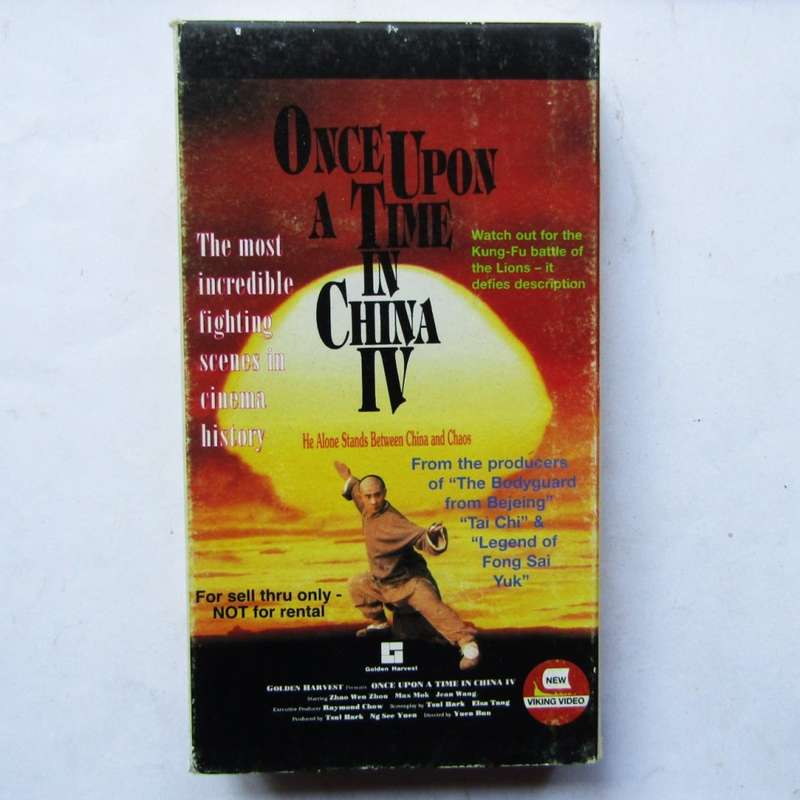 ONCE UPON
A TIME
IN
CHINA
IV
The most
incredible
fighting
scenes in
cinema
history
Watch out for the
Kung-Fu battle of
the Lions – it
defies description
He Alone Stands Between China and Chaos
From the producers
of “The Bodyguard
from Bejeing”
“Tai Chi” &
“Legend of
Fong Sai
Yuk”
For sell thru only -
NOT for rental
Golden Harvest
GOLDEN HARVEST Presents ONCE UPON A TIME IN CHINA IV
Starring Zhao Wen Zhou Max Mok Jean Wang
Executive Producer Raymond Chow Screenplay by Tsui Hark Elsa Tang
Produced by Tsui Hark Ng See Yuen Directed by Yuen Bun
NEW
VIKING VIDEO